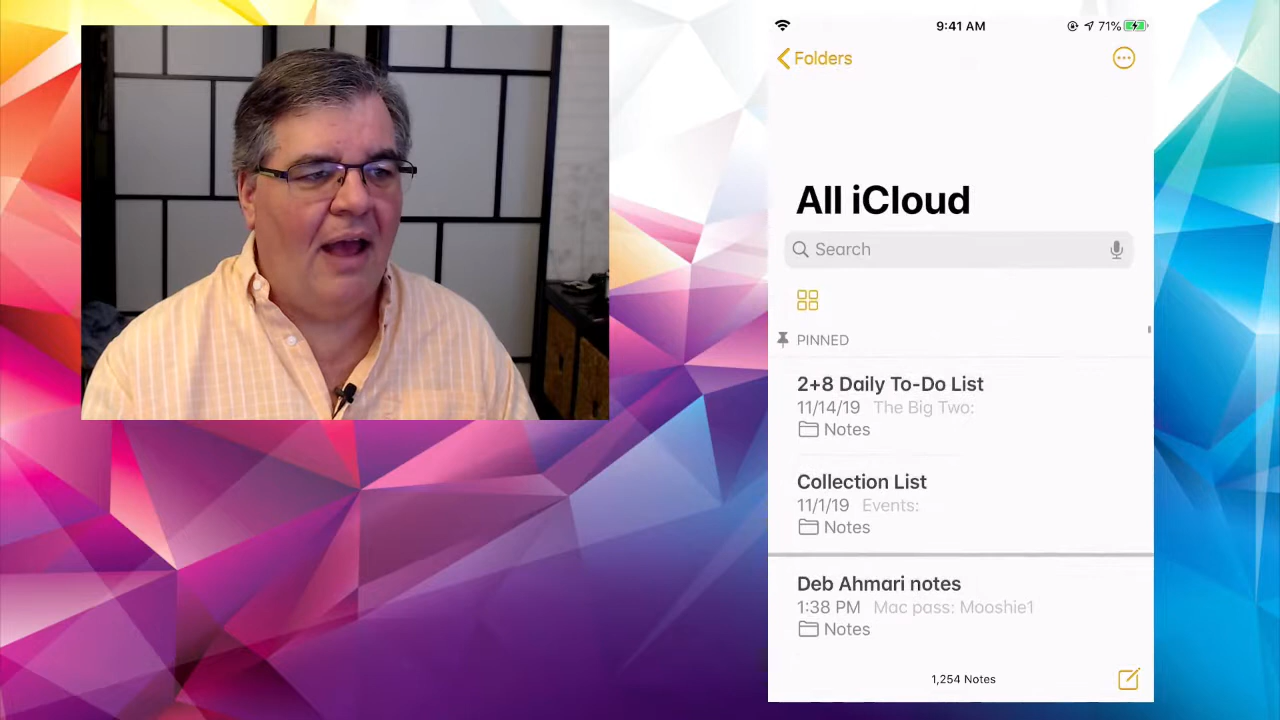 9:41 AM
71%
Folders
All iCloud
Search
PINNED
2+8 Daily To-Do List
11/14/19 The Big Two:
Notes
Collection List
11/1/19 Events:
Notes
Deb Ahmari notes
1:38 PM Mac pass: Mooshie1
Notes
1,254 Notes